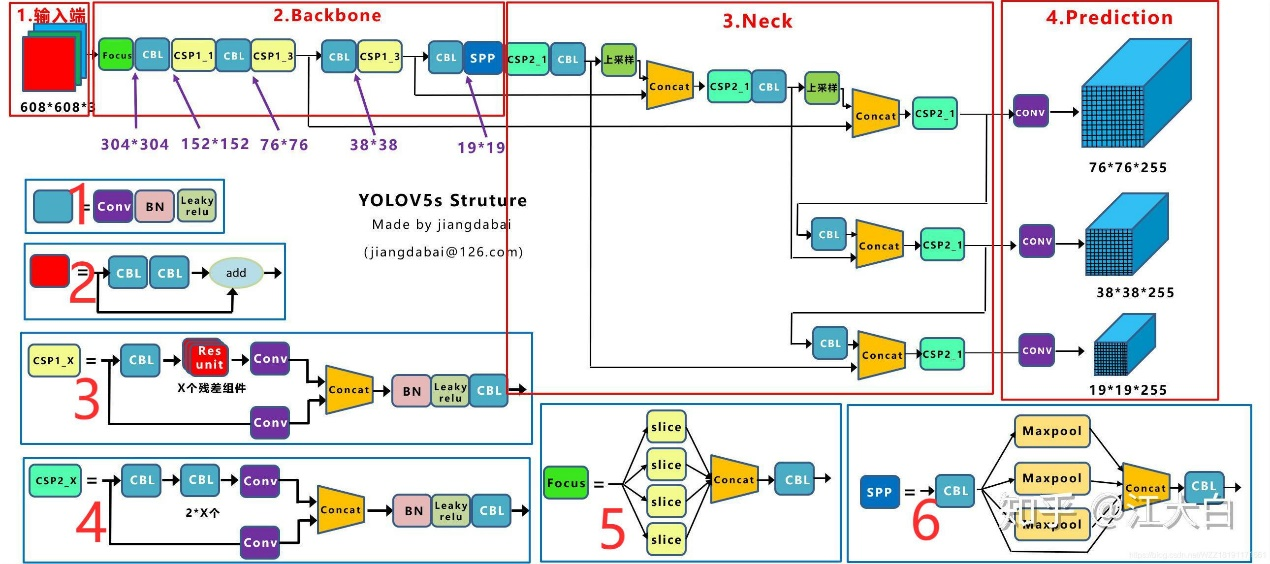 1.输入端
2.Backbone
3.Neck
4.Prediction
Focus
CBL
CSP1_1
CBL
CSP1_3
CBL
CSP1_3
CBL
SPP
CSP2_1
CBL
上采样
Concat
CSP2_1
CBL
上采样
Concat
CSP2_1
CONV
608*608*3
304*304
152*152
76*76
38*38
19*19
76*76*255
1
=
Conv
BN
Leaky
relu
YOLOV5s Struture
Made by jiangdabai
(jiangdabai@126.com)
CBL
Concat
CSP2_1
CONV
38*38*255
2
=
CBL
CBL
add
CBL
Concat
CSP2_1
CONV
19*19*255
CSP1_X
=
3
CBL
Res
unit
X个残差组件
Conv
Conv
Concat
BN
Leaky
relu
CBL
CSP2_X
=
4
CBL
CBL
2*X个
Conv
Conv
Concat
BN
Leaky
relu
CBL
Focus
=
5
slice
slice
slice
slice
Concat
CBL
SPP
=
6
CBL
Maxpool
Maxpool
Maxpool
Concat
CBL
知乎 @江大白